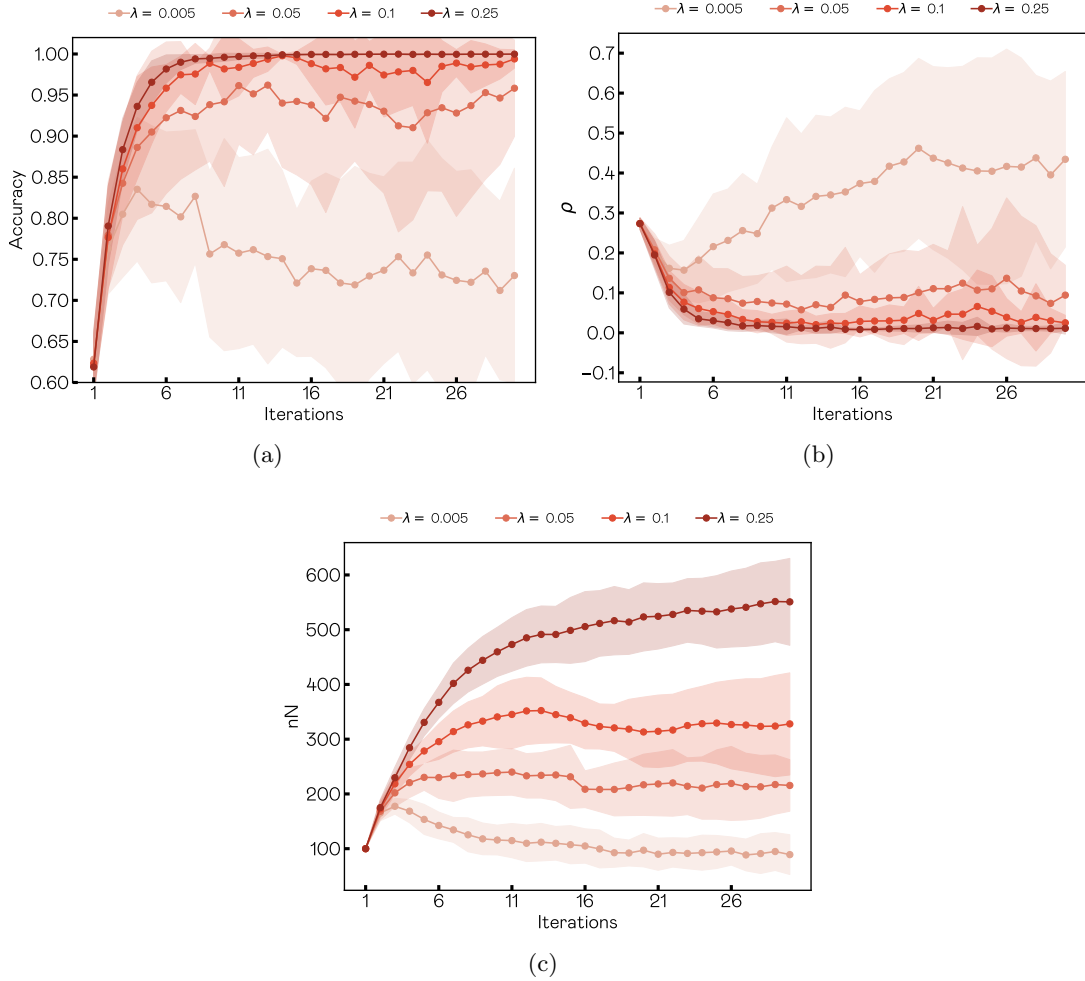 λ = 0.005 λ = 0.05 λ = 0.1 λ = 0.25
Accuracy
1.00
0.95
0.90
0.85
0.80
0.75
0.70
0.65
0.60
1 6 11 16 21 26
Iterations
(a)
λ = 0.005 λ = 0.05 λ = 0.1 λ = 0.25
ρ
0.7
0.6
0.5
0.4
0.3
0.2
0.1
0.0
−0.1
1 6 11 16 21 26
Iterations
(b)
λ = 0.005 λ = 0.05 λ = 0.1 λ = 0.25
nN
600
500
400
300
200
100
1 6 11 16 21 26
Iterations
(c)